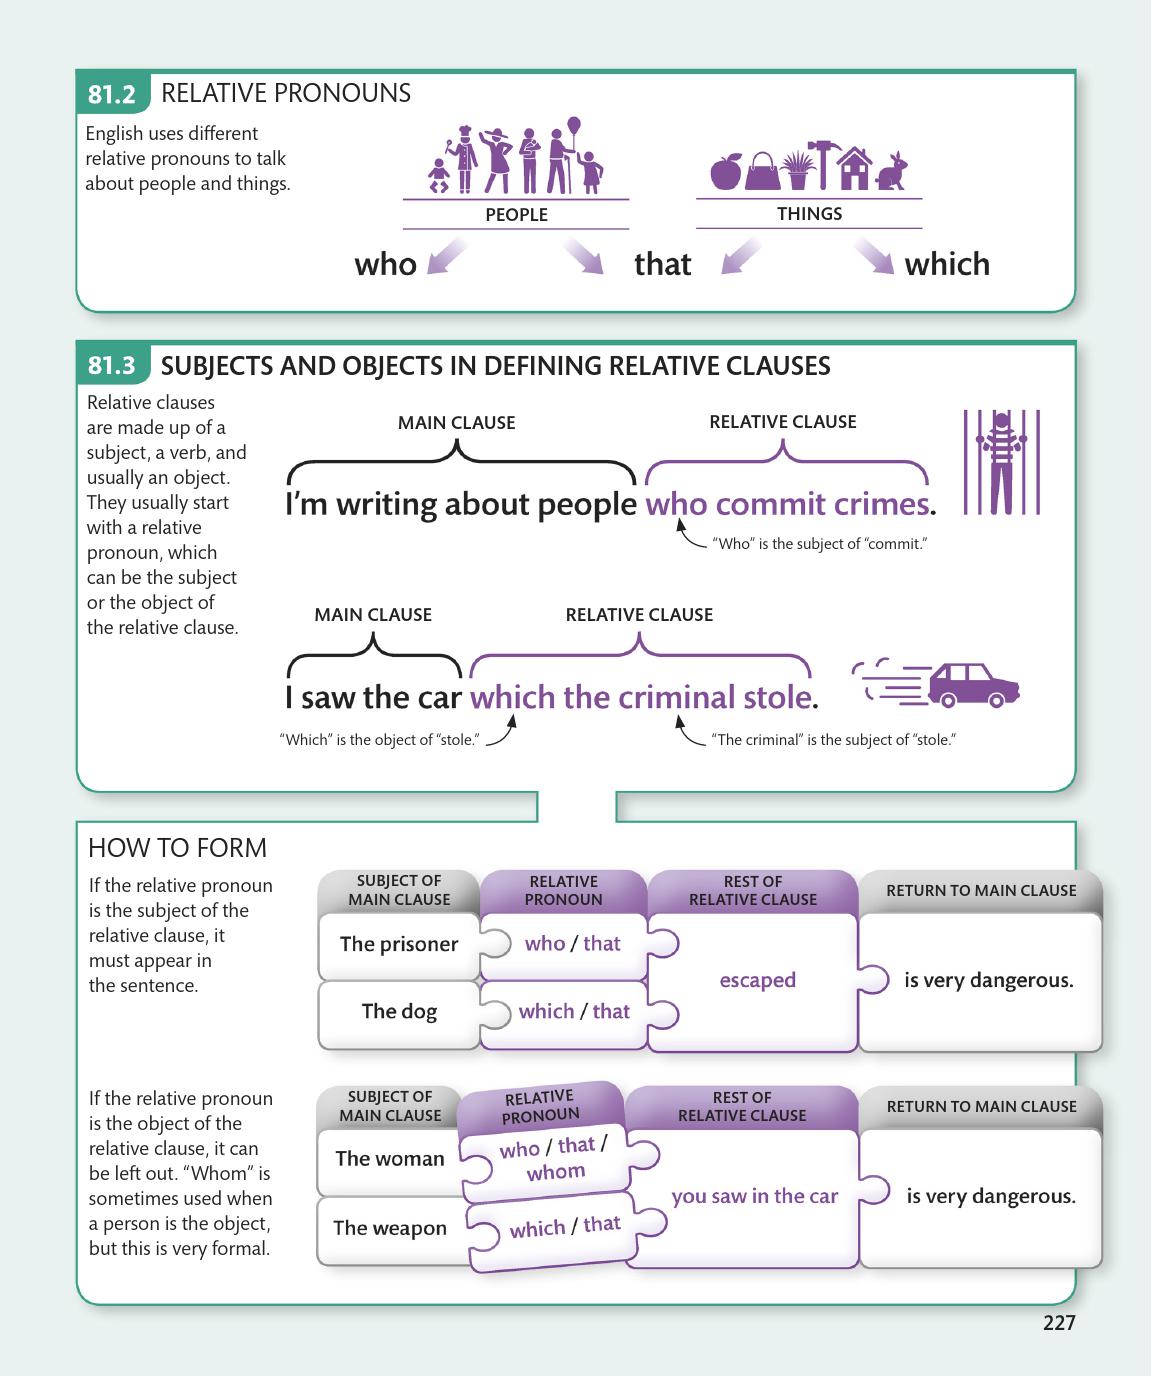 81.2 RELATIVE PRONOUNS
English uses different
relative pronouns to talk
about people and things.
PEOPLE
THINGS
who
that
which
81.3 SUBJECTS AND OBJECTS IN DEFINING RELATIVE CLAUSES
Relative clauses
are made up of a
subject, a verb, and
usually an object.
They usually start
with a relative
pronoun, which
can be the subject
or the object of
the relative clause.
MAIN CLAUSE
RELATIVE CLAUSE
I’m writing about people who commit crimes.
“Who” is the subject of “commit.”
MAIN CLAUSE
RELATIVE CLAUSE
I saw the car which the criminal stole.
“Which” is the object of “stole.”
“The criminal” is the subject of “stole.”
HOW TO FORM
If the relative pronoun
is the subject of the
relative clause, it
must appear in
the sentence.
SUBJECT OF
MAIN CLAUSE
RELATIVE
PRONOUN
REST OF
RELATIVE CLAUSE
RETURN TO MAIN CLAUSE
The prisoner
who / that
The dog
which / that
escaped
is very dangerous.
If the relative pronoun
is the object of the
relative clause, it can
be left out. “Whom” is
sometimes used when
a person is the object,
but this is very formal.
SUBJECT OF
MAIN CLAUSE
RELATIVE
PRONOUN
REST OF
RELATIVE CLAUSE
RETURN TO MAIN CLAUSE
The woman
who / that /
whom
The weapon
which / that
you saw in the car
is very dangerous.
227